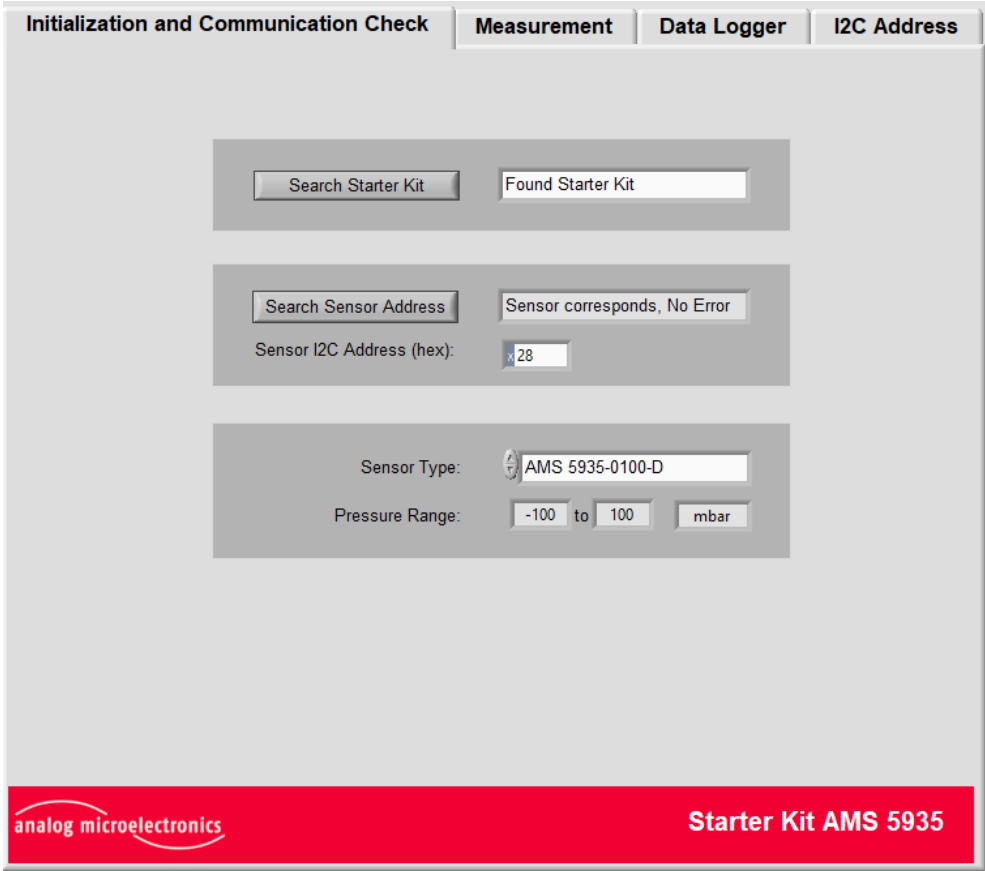 Initialization and Communication Check Measurement Data Logger I2C Address
Search Starter Kit Found Starter Kit
Search Sensor Address Sensor corresponds, No Error
Sensor I2C Address (hex): x 28
Sensor Type: AMS 5935-0100-D
Pressure Range: -100 to 100 mbar
analog microelectronics Starter Kit AMS 5935